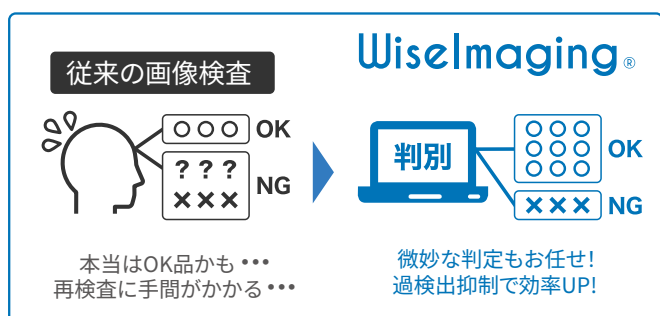 従来の画像検査
OK
? ? ?
×××
NG
本当はOK品かも •••
再検査に手間がかかる •••
WiseImaging®
判別
OK
××× NG
微妙な判定もお任せ!
過検出抑制で効率UP!